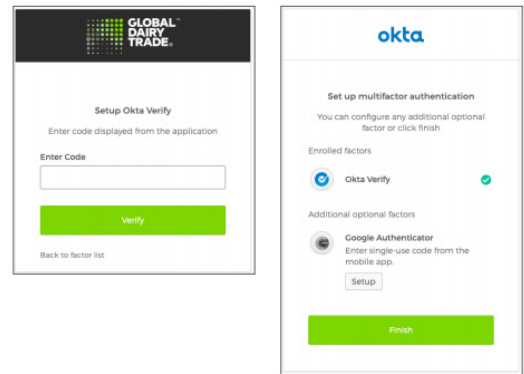 GLOBAL
DAIRY
TRADE
Setup Okta Verify
Enter code displayed from the application
Enter Code
Verify
Back to factor list
okta
Set up multifactor authentication
You can configure any additional optional
factor or click finish
Enrolled factors
Okta Verify
Additional optional factors
Google Authenticator
Enter single-use code from the
mobile app.
Setup
Finish